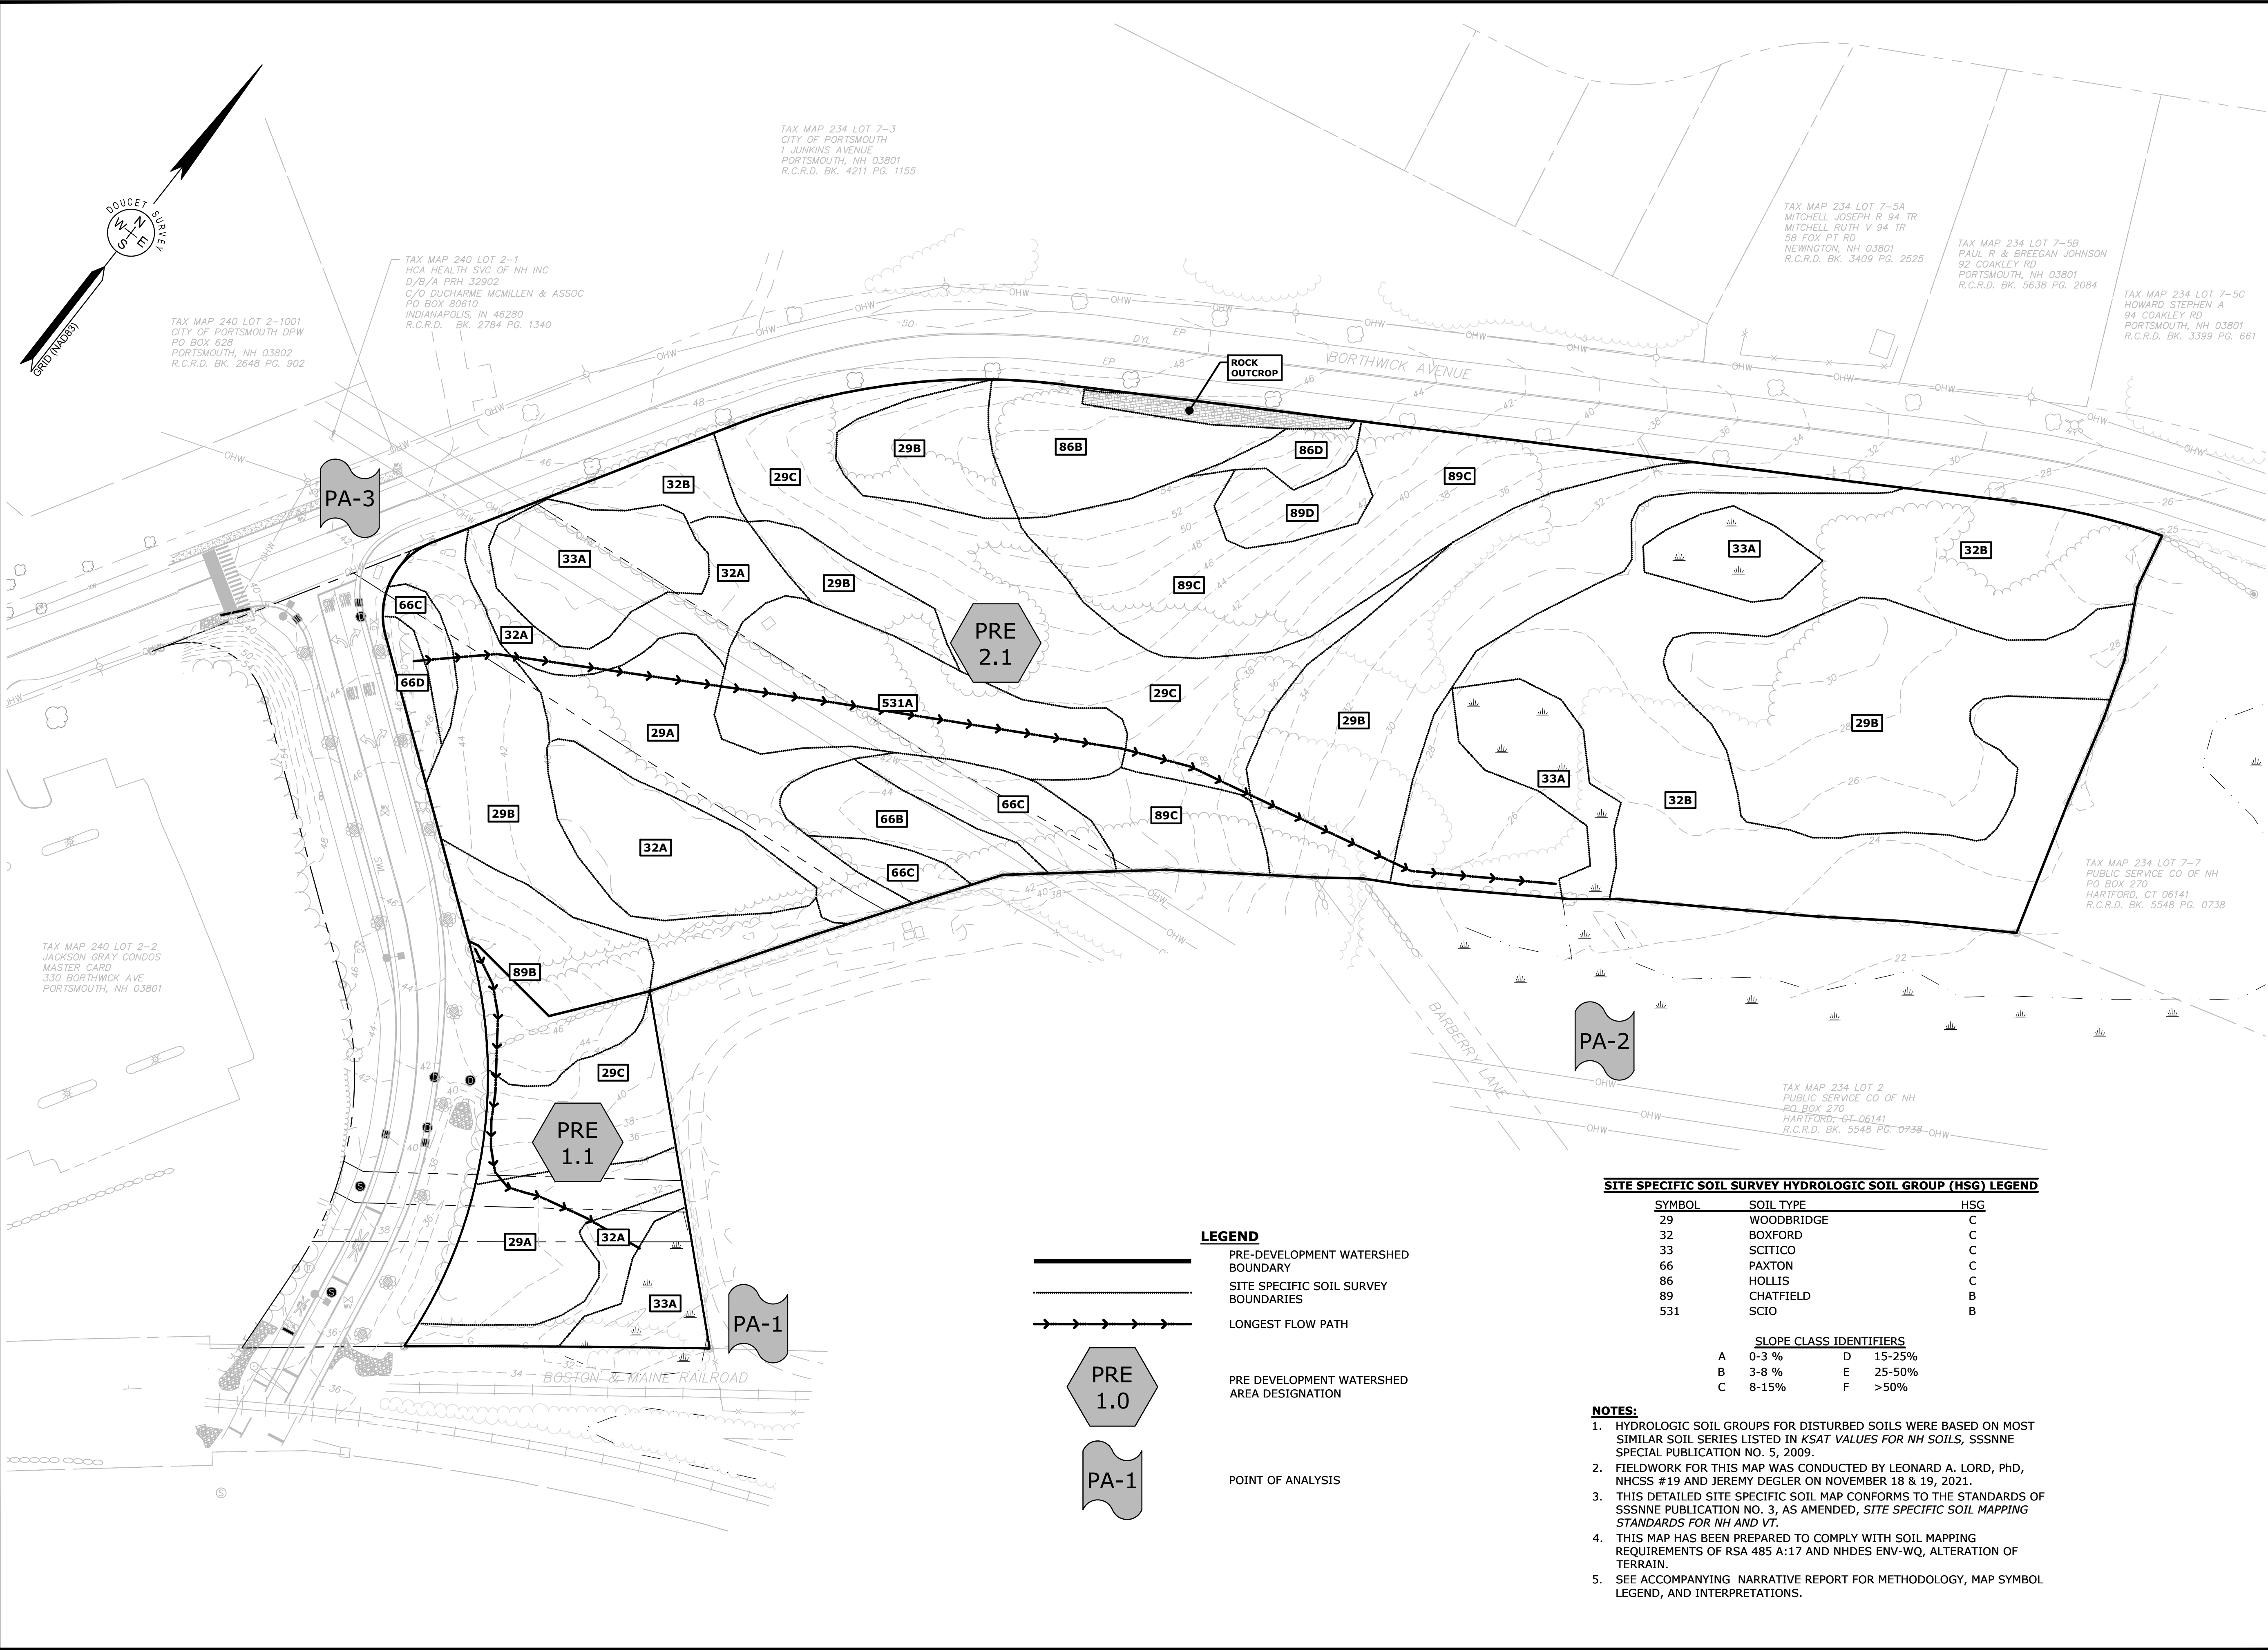 TAX MAP 234 LOT 7-3
CITY OF PORTSMOUTH
1 JUNKINS AVENUE
PORTSMOUTH, NH 03801
R.C.R.D. BK. 4211 PG. 1155
DOUCET SURVEY
N
E
S
W
GRID (NAD83)
TAX MAP 240 LOT 2-1
HCA HEALTH SVC OF NH INC
D/B/A PRH 32902
C/O DUCHARME MCMILLEN & ASSOC
PO BOX 80610
INDIANAPOLIS, IN 46280
R.C.R.D. BK. 2784 PG. 1340
TAX MAP 240 LOT 2-1001
CITY OF PORTSMOUTH DPW
PO BOX 628
PORTSMOUTH, NH 03802
R.C.R.D. BK. 2648 PG. 902
TAX MAP 234 LOT 7-5A
MITCHELL JOSEPH R 94 TR
MITCHELL RUTH V 94 TR
58 FOX PT RD
NEWINGTON, NH 03801
R.C.R.D. BK. 3409 PG. 2525
TAX MAP 234 LOT 7-5B
PAUL R & BREEGAN JOHNSON
92 COAKLEY RD
PORTSMOUTH, NH 03801
R.C.R.D. BK. 5638 PG. 2084
TAX MAP 234 LOT 7-5C
HOWARD STEPHEN A
94 COAKLEY RD
PORTSMOUTH, NH 03801
R.C.R.D. BK. 3399 PG. 661
OHW
EP
DYL
EP
BORTHWICK AVENUE
ROCK
OUTCROP
PA-3
29B
86B
86D
89C
29C
32B
89D
33A
32A
29B
89C
33A
32B
66C
32A
PRE
2.1
66D
531A
29C
29B
29B
29A
33A
32B
29B
66B
66C
89C
32A
66C
89B
SWL
TAX MAP 240 LOT 2-2
JACKSON GRAY CONDOS
MASTER CARD
330 BORTHWICK AVE
PORTSMOUTH, NH 03801
TAX MAP 234 LOT 7-7
PUBLIC SERVICE CO OF NH
PO BOX 270
HARTFORD, CT 06141
R.C.R.D. BK. 5548 PG. 0738
29C
PRE
1.1
PA-2
BARBERRY LANE
TAX MAP 234 LOT 2
PUBLIC SERVICE CO OF NH
PO BOX 270
HARTFORD, CT 06141
R.C.R.D. BK. 5548 PG. 0738
29A
32A
33A
PA-1
BOSTON & MAINE RAILROAD
LEGEND
PRE-DEVELOPMENT WATERSHED
BOUNDARY
SITE SPECIFIC SOIL SURVEY
BOUNDARIES
LONGEST FLOW PATH
PRE
1.0
PRE DEVELOPMENT WATERSHED
AREA DESIGNATION
PA-1
POINT OF ANALYSIS
SITE SPECIFIC SOIL SURVEY HYDROLOGIC SOIL GROUP (HSG) LEGEND
SYMBOL SOIL TYPE HSG
29 WOODBRIDGE C
32 BOXFORD C
33 SCITICO C
66 PAXTON C
86 HOLLIS C
89 CHATFIELD B
531 SCIO B
SLOPE CLASS IDENTIFIERS
A 0-3 % D 15-25%
B 3-8 % E 25-50%
C 8-15% F >50%
NOTES:
1. HYDROLOGIC SOIL GROUPS FOR DISTURBED SOILS WERE BASED ON MOST
SIMILAR SOIL SERIES LISTED IN KSAT VALUES FOR NH SOILS, SSSNNE
SPECIAL PUBLICATION NO. 5, 2009.
2. FIELDWORK FOR THIS MAP WAS CONDUCTED BY LEONARD A. LORD, PhD,
NHCSS #19 AND JEREMY DEGLER ON NOVEMBER 18 & 19, 2021.
3. THIS DETAILED SITE SPECIFIC SOIL MAP CONFORMS TO THE STANDARDS OF
SSSNNE PUBLICATION NO. 3, AS AMENDED, SITE SPECIFIC SOIL MAPPING
STANDARDS FOR NH AND VT.
4. THIS MAP HAS BEEN PREPARED TO COMPLY WITH SOIL MAPPING
REQUIREMENTS OF RSA 485 A:17 AND NHDES ENV-WQ, ALTERATION OF
TERRAIN.
5. SEE ACCOMPANYING NARRATIVE REPORT FOR METHODOLOGY, MAP SYMBOL
LEGEND, AND INTERPRETATIONS.